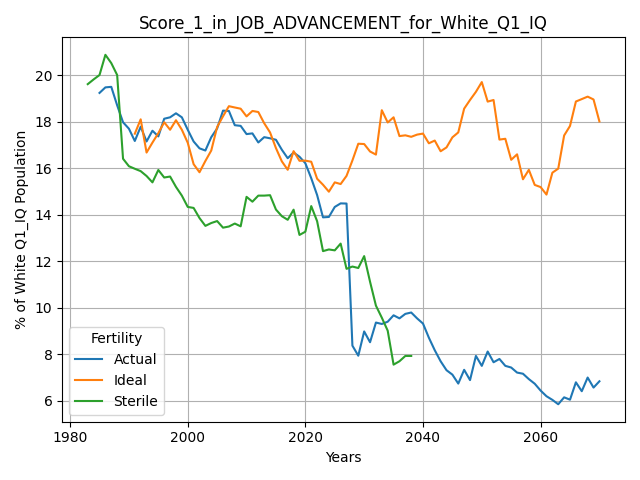 Score_1_in_JOB_ADVANCEMENT_for_White_Q1_IQ
% of White Q1_IQ Population
20
18
16
14
12
10
8
6
Fertility
Actual
Ideal
Sterile
1980 2000 2020 2040 2060
Years